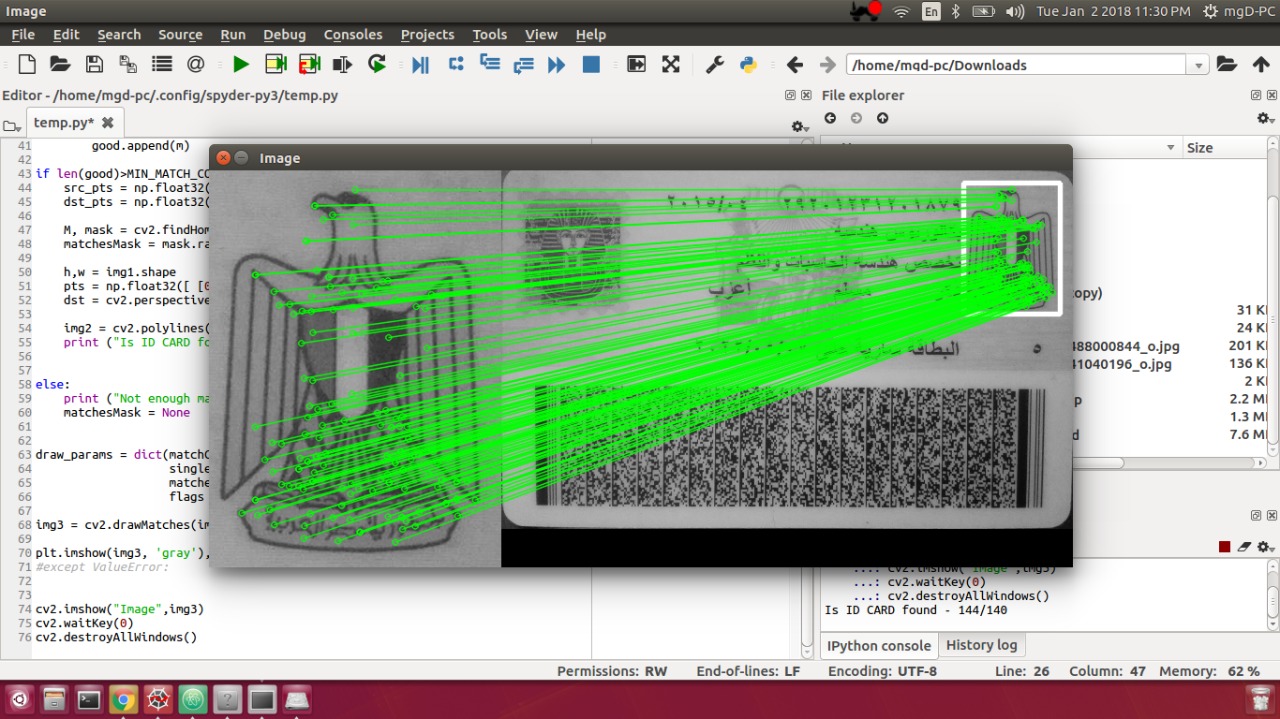 Image
En
Tue Jan 2 2018 11:30 PM
mgD-PC
File Edit Search Source Run Debug Consoles Projects Tools View Help
/home/mgd-pc/Downloads
Editor - /home/mgd-pc/.config/spyder-py3/temp.py
temp.py*
41 good.append(m)
42
43 if len(good)>MIN_MATCH_CO
44 src_pts = np.float32(
45 dst_pts = np.float32(
46
47 M, mask = cv2.findHom
48 matchesMask = mask.ra
49
50 h,w = img1.shape
51 pts = np.float32([ [0
52 dst = cv2.perspective
53
54 img2 = cv2.polylines(
55 print ("Is ID CARD fo
56
57
58 else:
59 print ("Not enough ma
60 matchesMask = None
61
62
63 draw_params = dict(matchC
64 single
65 matche
66 flags
67
68 img3 = cv2.drawMatches(im
69
70 plt.imshow(img3, 'gray'),
71 #except ValueError:
72
73
74 cv2.imshow("Image",img3)
75 cv2.waitKey(0)
76 cv2.destroyAllWindows()
Image
٢٠١٥/٠٤
أعزب
البطاقة
٥
File explorer
Size
opy)
31 K
24 K
488000844_o.jpg 201 K
41040196_o.jpg 136 K
2 K
p 2.2 M
1.3 M
d 7.6 M
...: cv2.imshow("Image",img3)
...: cv2.waitKey(0)
...: cv2.destroyAllWindows()
Is ID CARD found - 144/140
IPython console History log
Permissions: RW End-of-lines: LF Encoding: UTF-8 Line: 26 Column: 47 Memory: 62 %